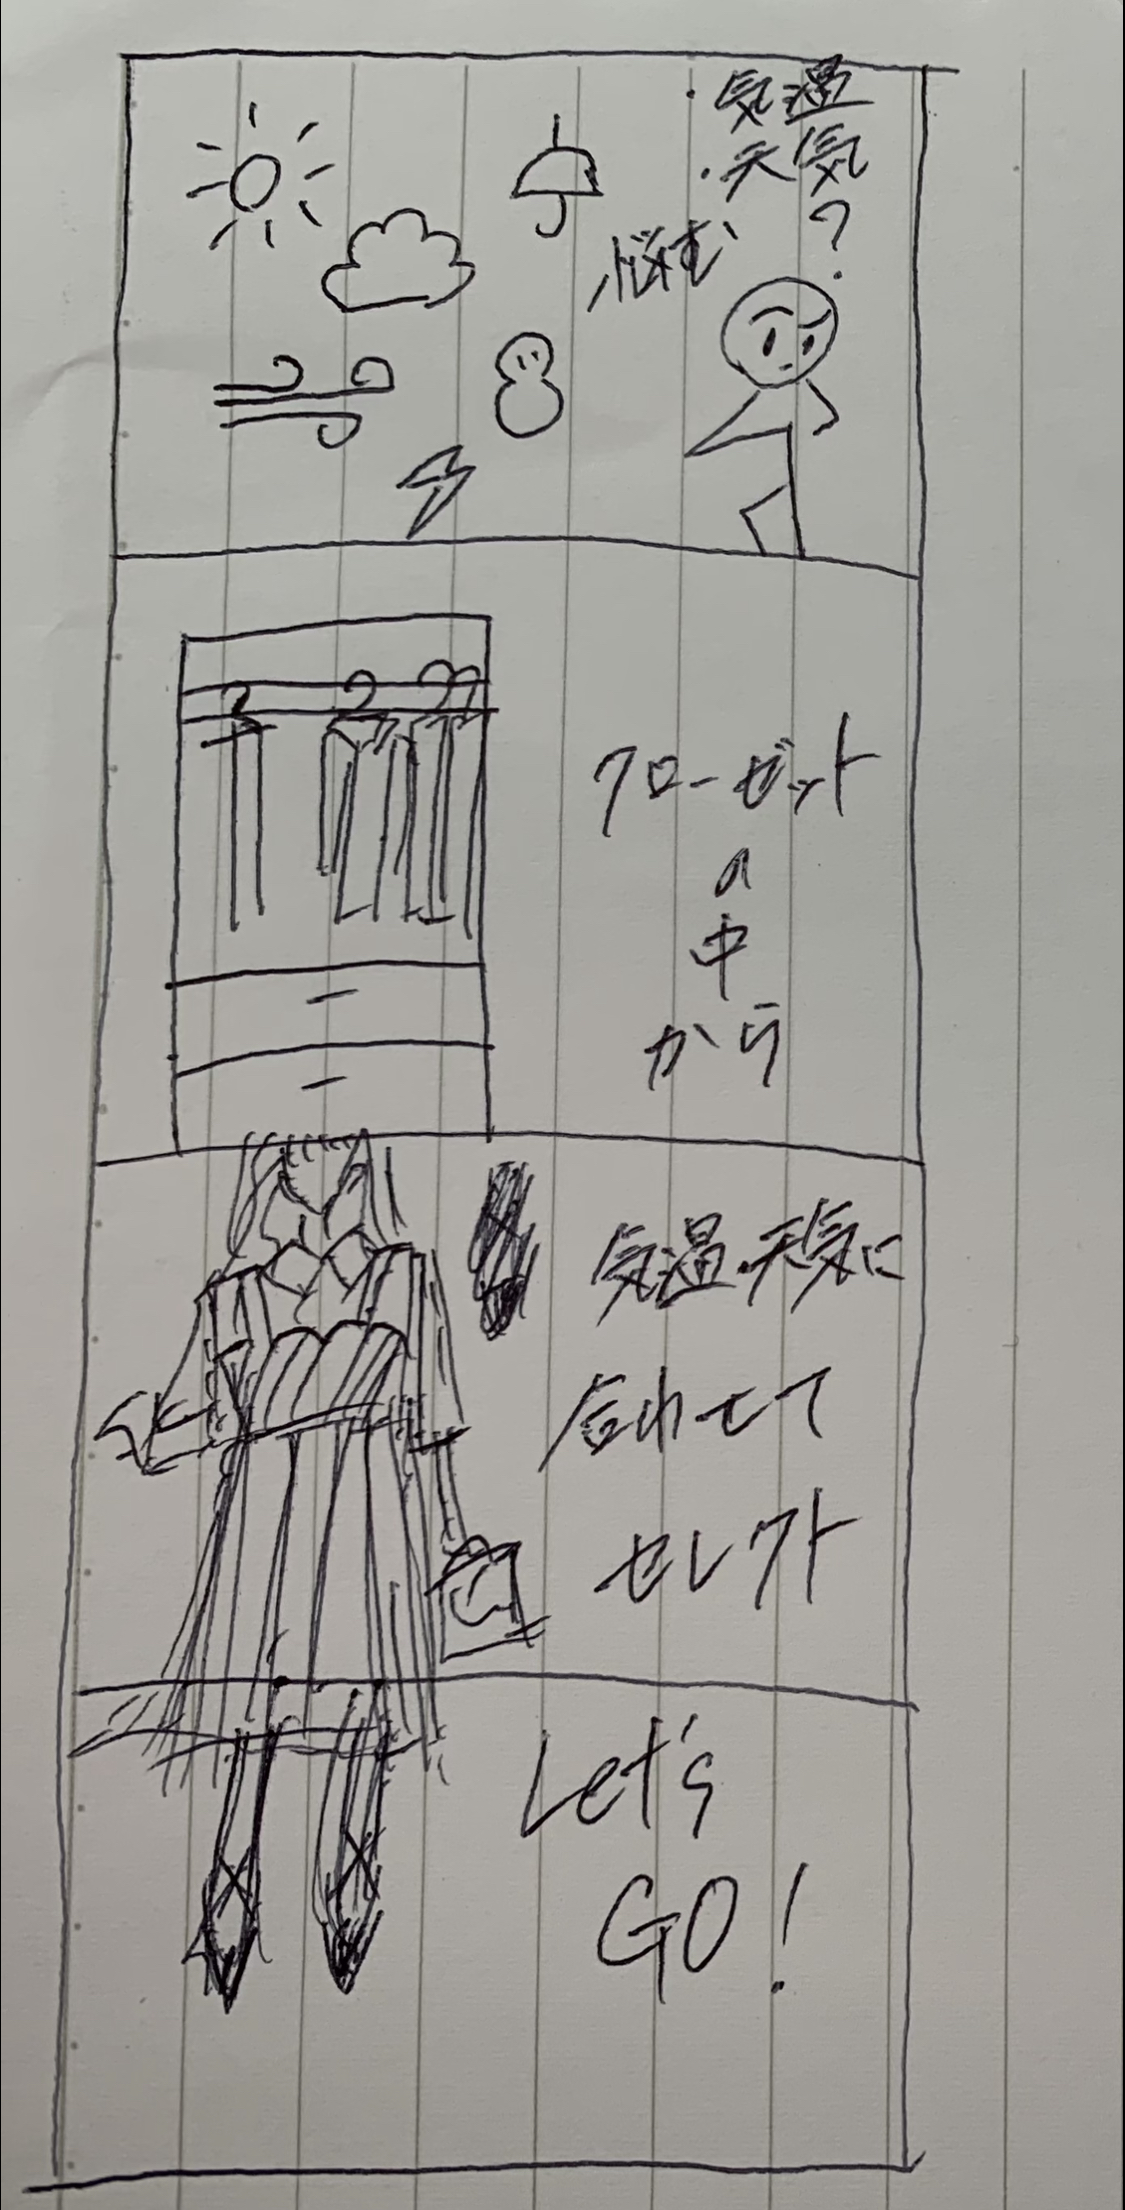 ・気温
・天気
?
悩む
クローゼット
の
中
から
気温・天気に
合わせて
セレクト
Let's
GO!